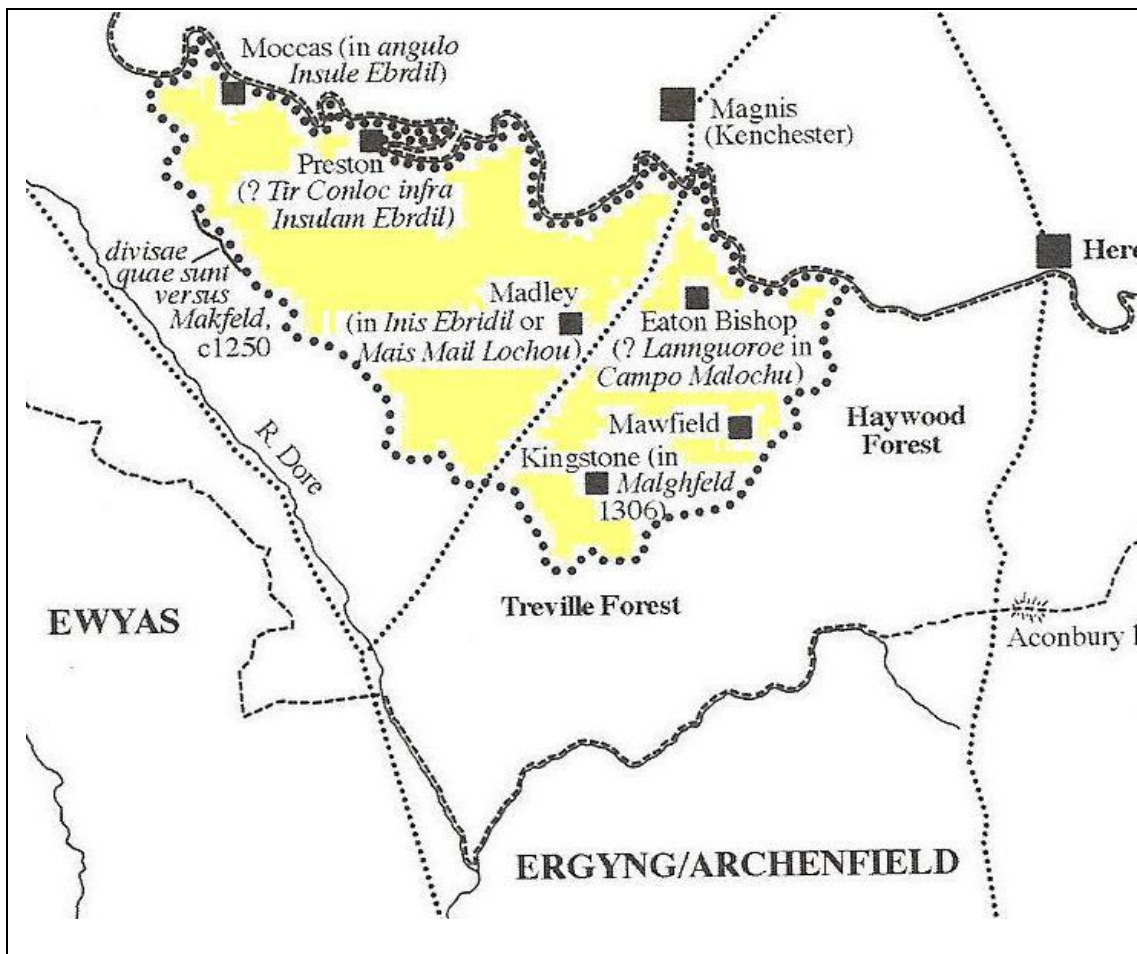 Moccas (in angulo
Insule Ebrdil)
Magnis
(Kenchester)
Preston
(? Tir Conloc infra
Insulam Ebrdil)
divisae
quae sunt
versus
Makfeld,
c1250
Madley
(in Inis Ebridil or
Mais Mail Lochou)
Eaton Bishop
(? Lannguoroe in
Campo Malochu)
Here
Mawfield
Kingstone (in
Malghfeld
1306)
Haywood
Forest
R. Dore
EWYAS
Treville Forest
Aconbury
ERGYNG/ARCHENFIELD